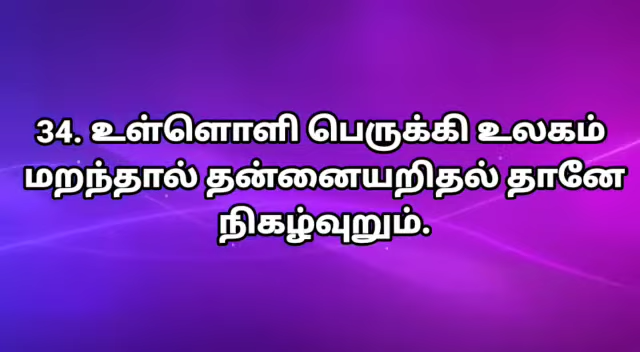 34. உள்ளொளி பெருக்கி உலகம்
மறந்தால் தன்னையறிதல் தானே
நிகழ்வுறும்.